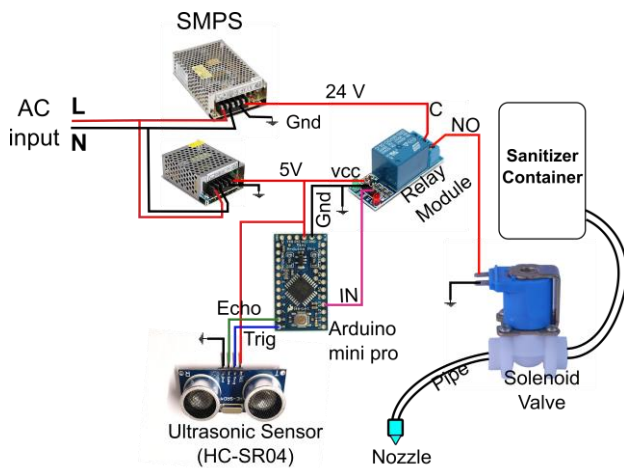 SMPS
AC
input
L
N
24 V
Gnd
C
NO
5V
vcc
Gnd
Relay
Module
Sanitizer
Container
IN
Echo
Trig
Arduino
mini pro
Pipe
Solenoid
Valve
Ultrasonic Sensor
(HC-SR04)
Nozzle